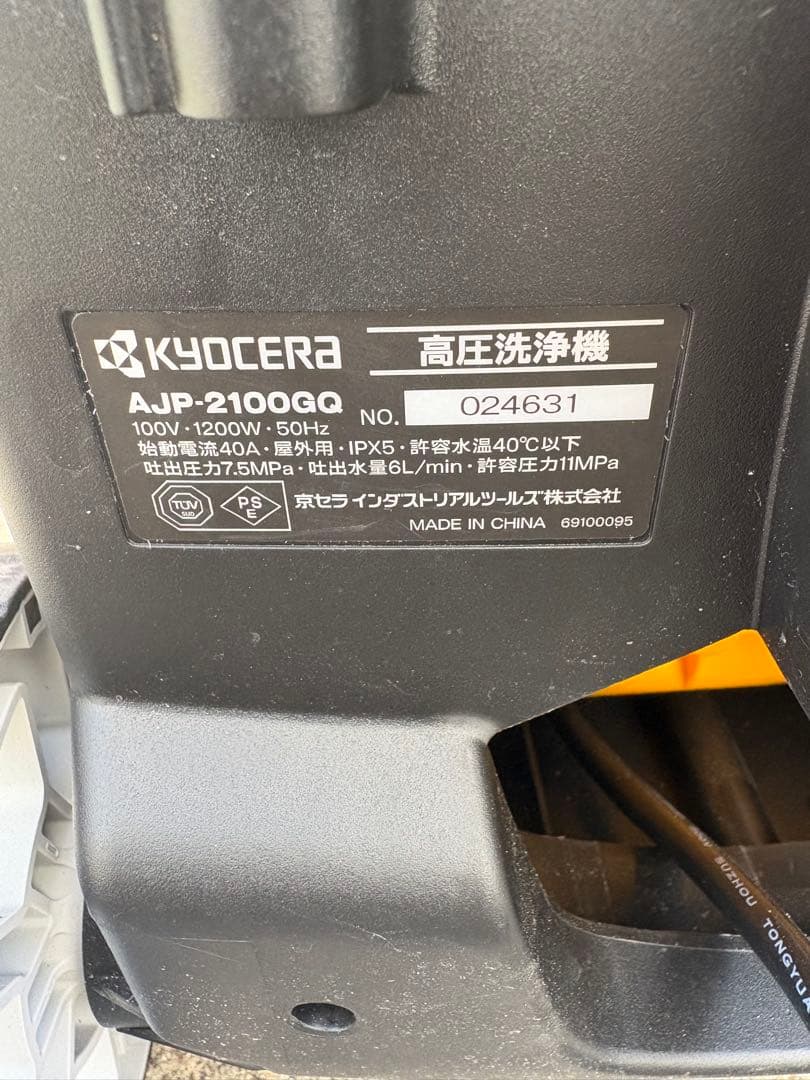 KYOCERA
高圧洗浄機
AJP-2100GQ NO. 024631
100V・1200W・50Hz
始動電流40A・屋外用・IPX5・許容水温40℃以下
吐出圧力7.5MPa・吐出水量6L/min・許容圧力11MPa
TÜV SÜD
PS E
京セラインダストリアルツールズ株式会社
MADE IN CHINA 69100095
SUZHOU TONGYUA